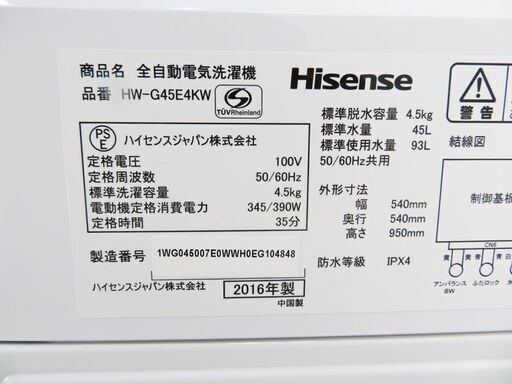 商品名 全自動電気洗濯機
品番 HW-G45E4KW
TÜVRheinland
Hisense
PS
E
ハイセンスジャパン株式会社
定格電圧 100V
定格周波数 50/60Hz
標準洗濯容量 4.5kg
電動機定格消費電力 345/390W
定格時間 35分
製造番号 1WG045007E0WWH0EG104848
ハイセンスジャパン株式会社 2016年製
中国製
標準脱水容量 4.5kg
標準水量 45L
標準使用水量 93L
50/60Hz共用
外形寸法
幅 540mm
奥行 540mm
高さ 950mm
防水等級 IPX4
警告
結線図
制御基板
CN6
黄 黄 青 青 白
アンバランス
SW
ふたロック
水